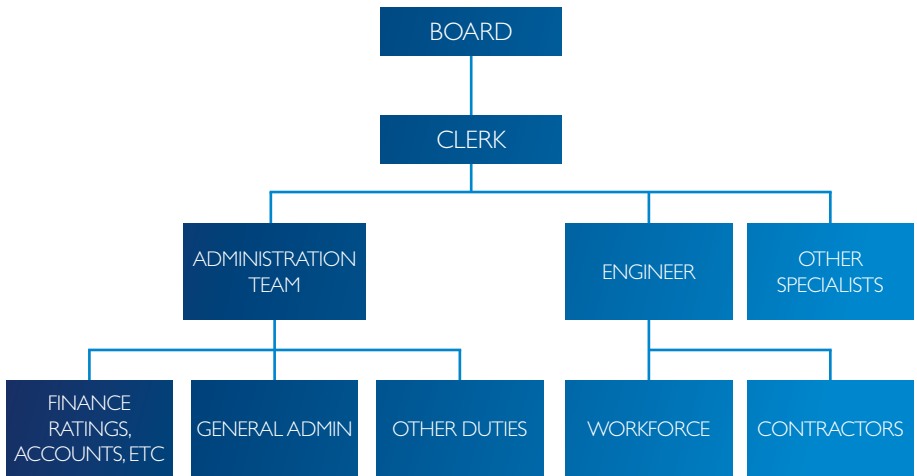 BOARD
CLERK
ADMINISTRATION
TEAM
ENGINEER
OTHER
SPECIALISTS
FINANCE
RATINGS,
ACCOUNTS, ETC
GENERAL ADMIN
OTHER DUTIES
WORKFORCE
CONTRACTORS